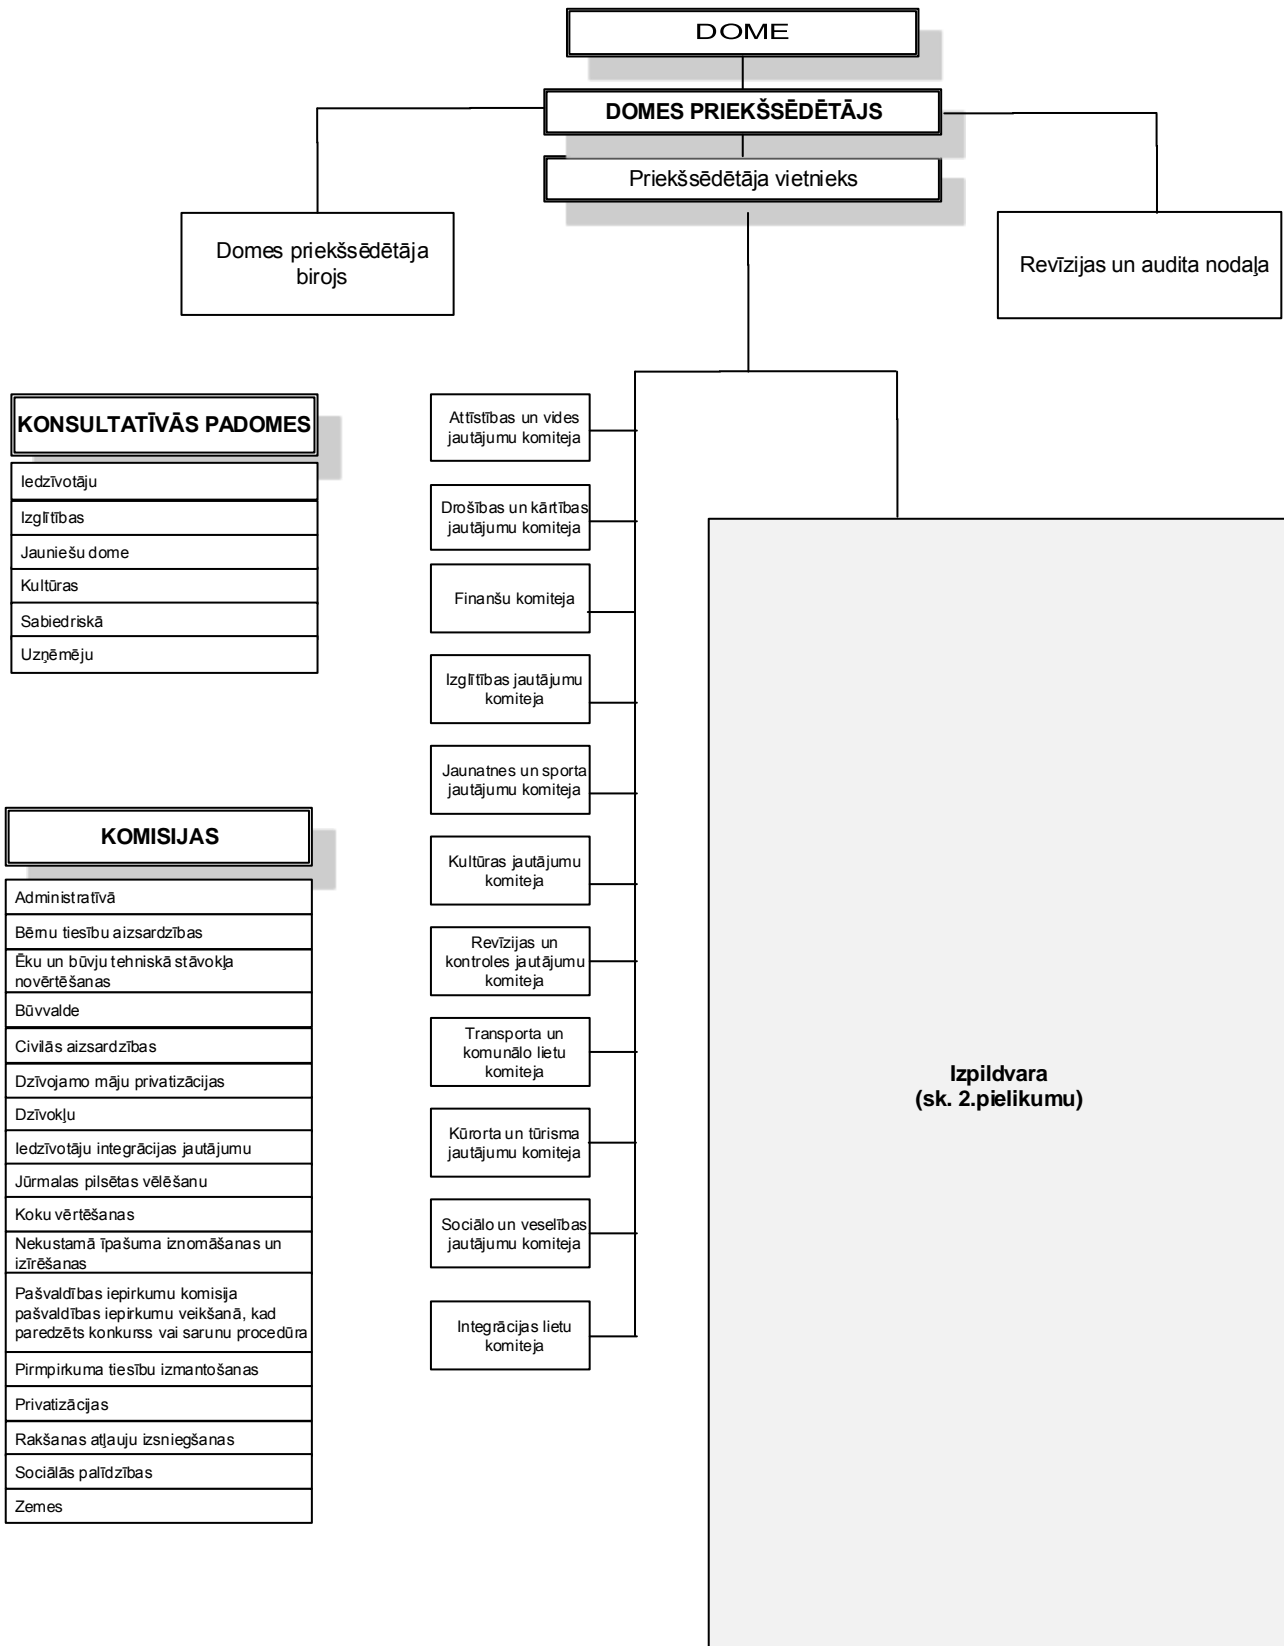 DOME
DOMES PRIEKŠSĒDĒTĀJS
Priekšsēdētāja vietnieks
Domes priekšsēdētāja
birojs
Revīzijas un audita nodaļa
KONSULTATĪVĀS PADOMES
Iedzīvotāju
Izglītības
Jauniešu dome
Kultūras
Sabiedriskā
Uzņēmēju
KOMISIJAS
Administratīvā
Bērnu tiesību aizsardzības
Ēku un būvju tehniskā stāvokļa
novērtēšanas
Būvvalde
Civilās aizsardzības
Dzīvojamo māju privatizācijas
Dzīvokļu
Iedzīvotāju integrācijas jautājumu
Jūrmalas pilsētas vēlēšanu
Koku vērtēšanas
Nekustamā īpašuma iznomāšanas un
izīrēšanas
Pašvaldības iepirkumu komisija
pašvaldības iepirkumu veikšanā, kad
paredzēts konkurss vai sarunu procedūra
Pirmpirkuma tiesību izmantošanas
Privatizācijas
Rakšanas atļauju izsniegšanas
Sociālās palīdzības
Zemes
Attīstības un vides
jautājumu komiteja
Drošības un kārtības
jautājumu komiteja
Finanšu komiteja
Izglītības jautājumu
komiteja
Jaunatnes un sporta
jautājumu komiteja
Kultūras jautājumu
komiteja
Revīzijas un
kontroles jautājumu
komiteja
Transporta un
komunālo lietu
komiteja
Kūrorta un tūrisma
jautājumu komiteja
Sociālo un veselības
jautājumu komiteja
Integrācijas lietu
komiteja
Izpildvara
(sk. 2.pielikumu)